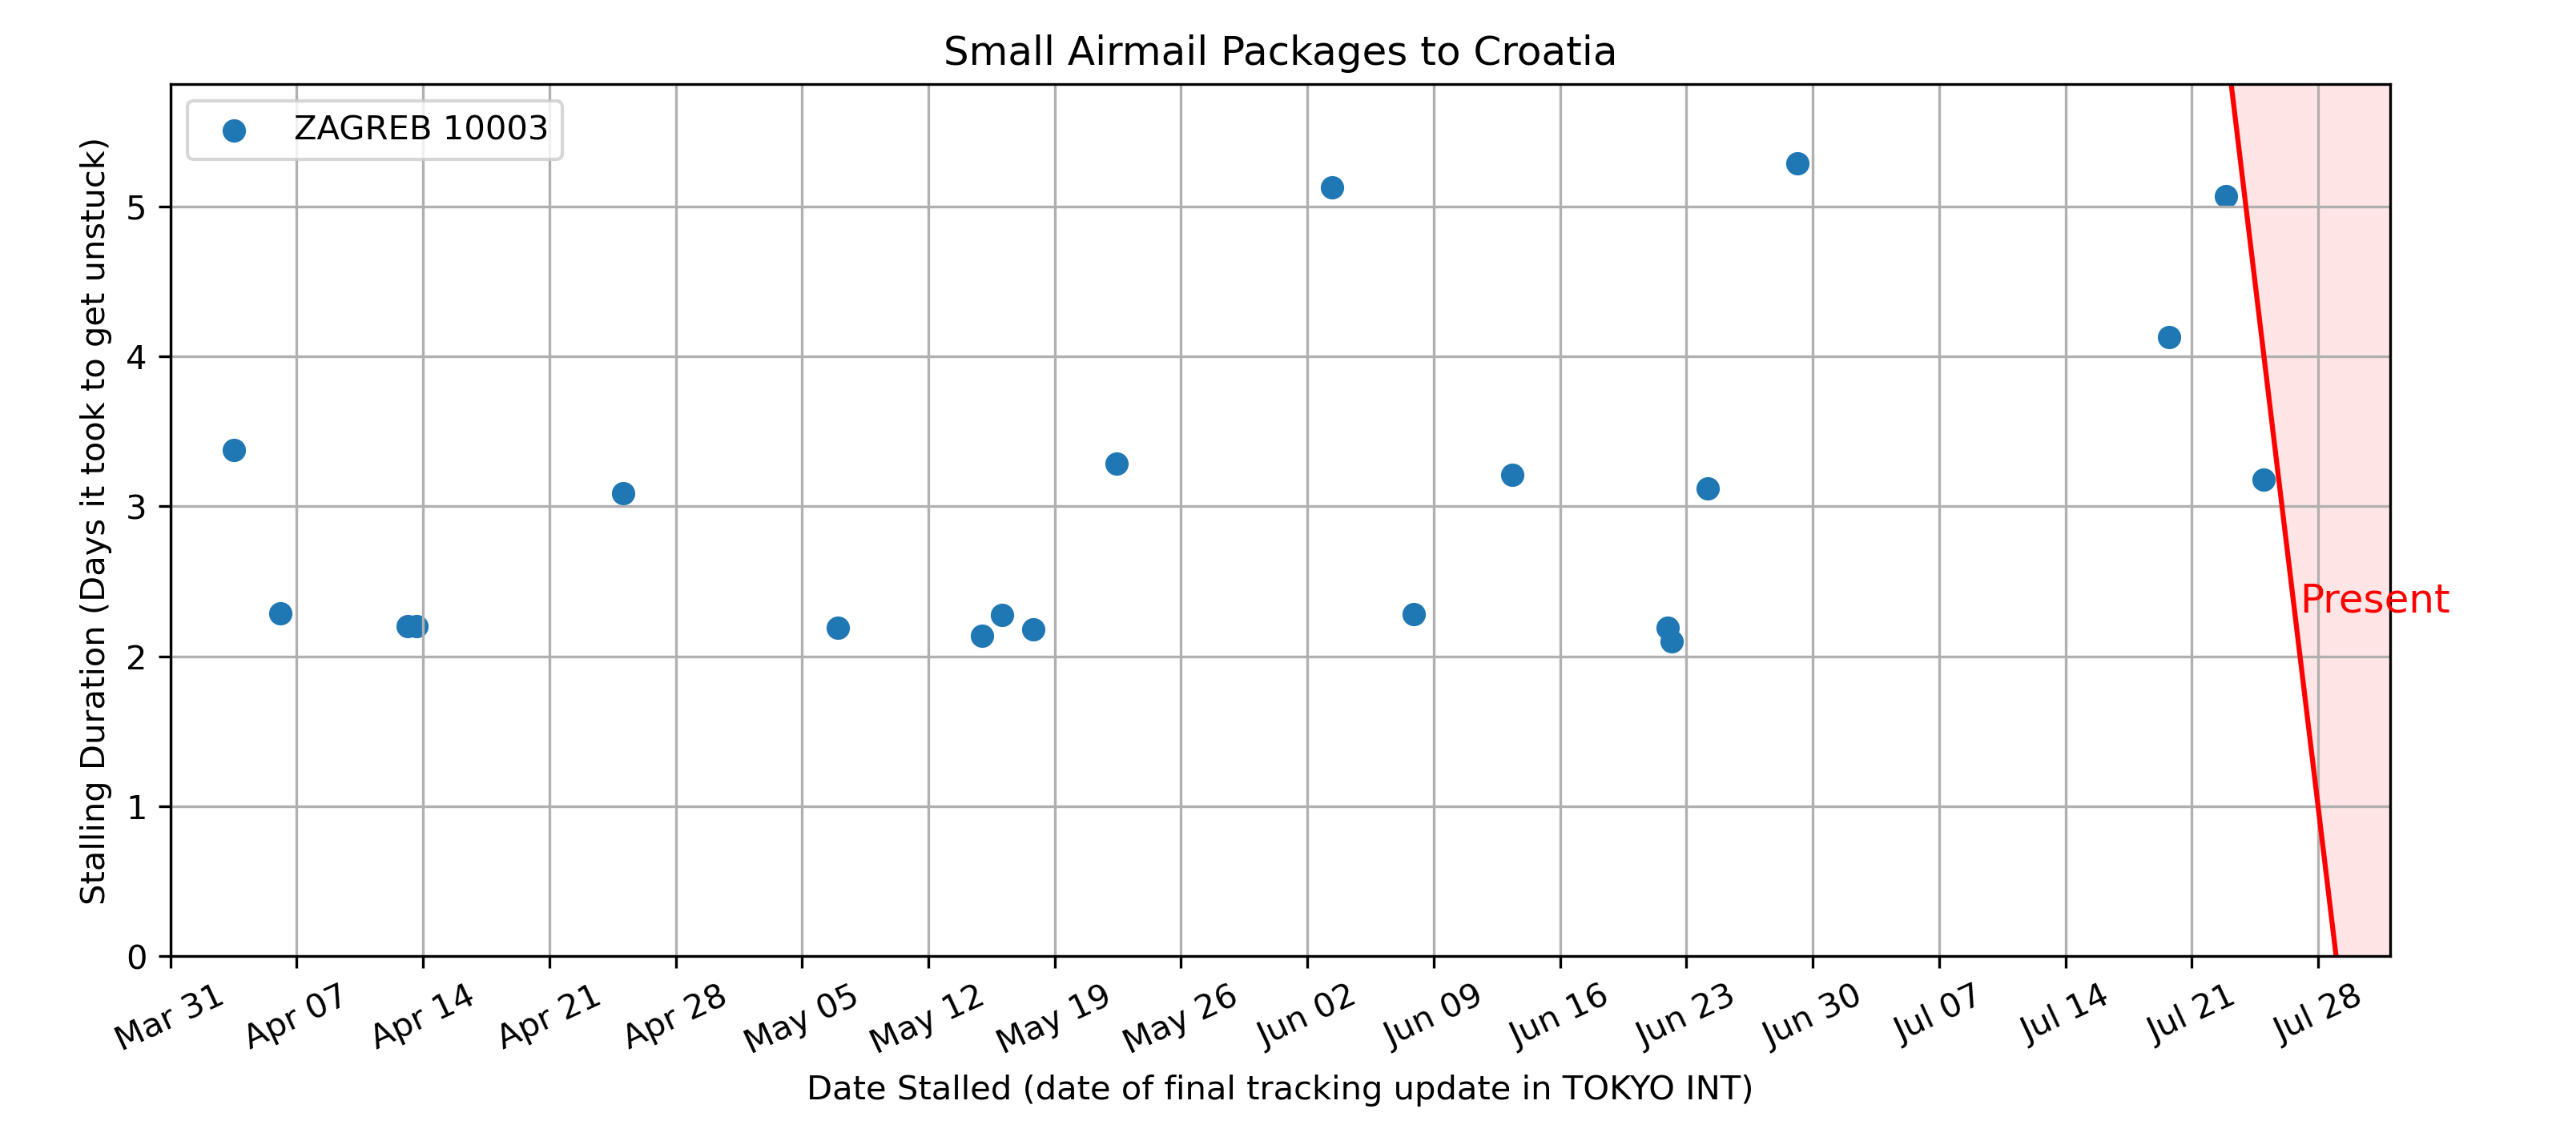 Small Airmail Packages to Croatia
ZAGREB 10003
Stalling Duration (Days it took to get unstuck)
5
4
3
2
1
0
Present
Mar 31 Apr 07 Apr 14 Apr 21 Apr 28 May 05 May 12 May 19 May 26 Jun 02 Jun 09 Jun 16 Jun 23 Jun 30 Jul 07 Jul 14 Jul 21 Jul 28
Date Stalled (date of final tracking update in TOKYO INT)